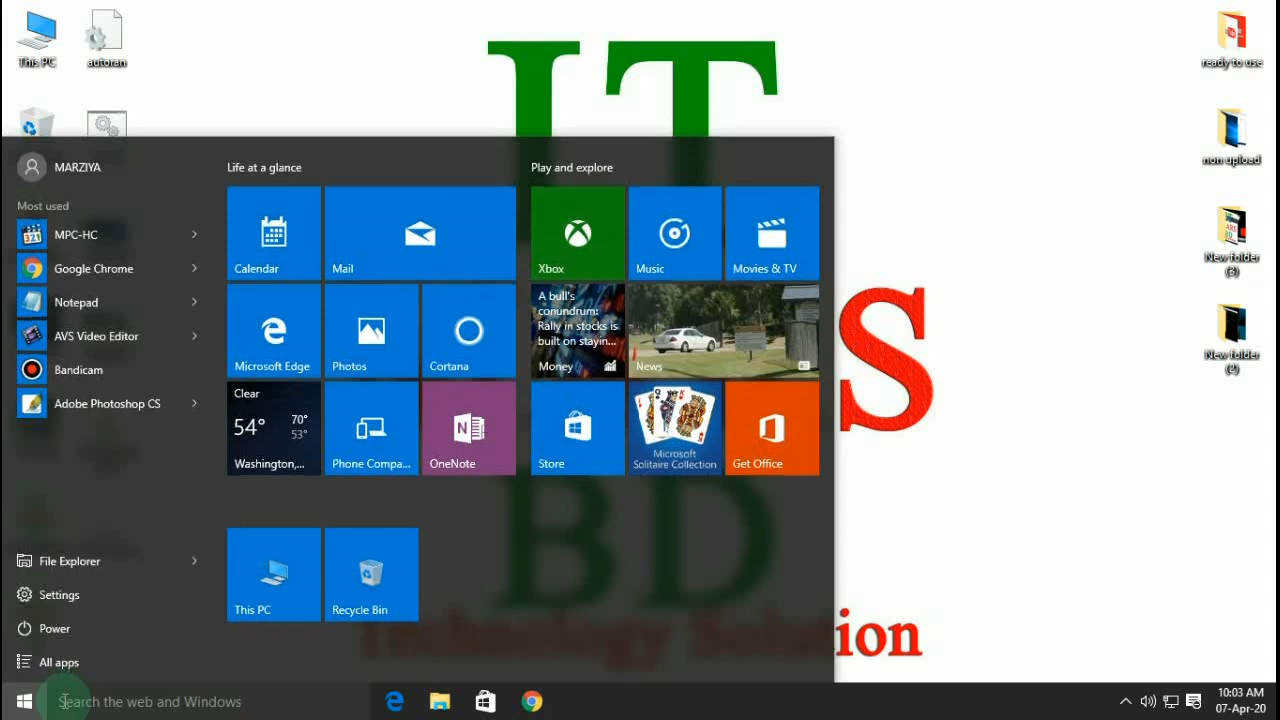 This PC
autoran
IT
ready to use
non upload
New folder
(3)
New folder
(2)
MARZIYA
Most used
MPC-HC
Google Chrome
Notepad
AVS Video Editor
Bandicam
Adobe Photoshop CS
File Explorer
Settings
Power
All apps
Life at a glance
Calendar
Mail
Microsoft Edge
Photos
Cortana
Clear
54°
70°
53°
Washington,...
Phone Compa...
OneNote
This PC
Recycle Bin
Play and explore
Xbox
Music
Movies & TV
A bull's
conundrum:
Rally in stocks is
built on stayin...
Money
News
Store
Microsoft
Solitaire Collection
Get Office
S
BD
Technology Solution
Search the web and Windows
10:03 AM
07-Apr-20